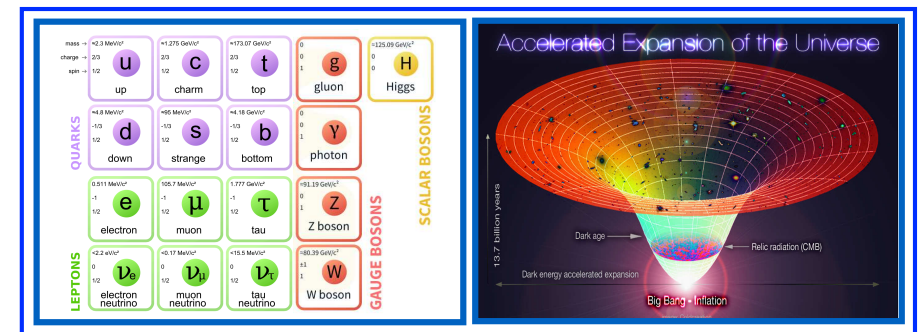 mass →
charge →
spin →
≈2.3 MeV/c²
2/3
1/2
u
up
≈1.275 GeV/c²
2/3
1/2
c
charm
≈173.07 GeV/c²
2/3
1/2
t
top
0
0
1
g
gluon
≈125.09 GeV/c²
0
0
H
Higgs
QUARKS
≈4.8 MeV/c²
-1/3
1/2
d
down
≈95 MeV/c²
-1/3
1/2
s
strange
≈4.18 GeV/c²
-1/3
1/2
b
bottom
0
0
1
γ
photon
SCALAR BOSONS
0.511 MeV/c²
-1
1/2
e
electron
105.7 MeV/c²
-1
1/2
μ
muon
1.777 GeV/c²
-1
1/2
τ
tau
≈91.19 GeV/c²
0
1
Z
Z boson
GAUGE BOSONS
LEPTONS
<2.2 eV/c²
0
1/2
νe
electron
neutrino
<0.17 MeV/c²
0
1/2
νμ
muon
neutrino
<15.5 MeV/c²
0
1/2
ντ
tau
neutrino
≈80.39 GeV/c²
±1
1
W
W boson
Accelerated Expansion of the Universe
13.7 billion years
Dark age
Relic radiation (CMB)
Dark energy accelerated expansion
Big Bang - Inflation